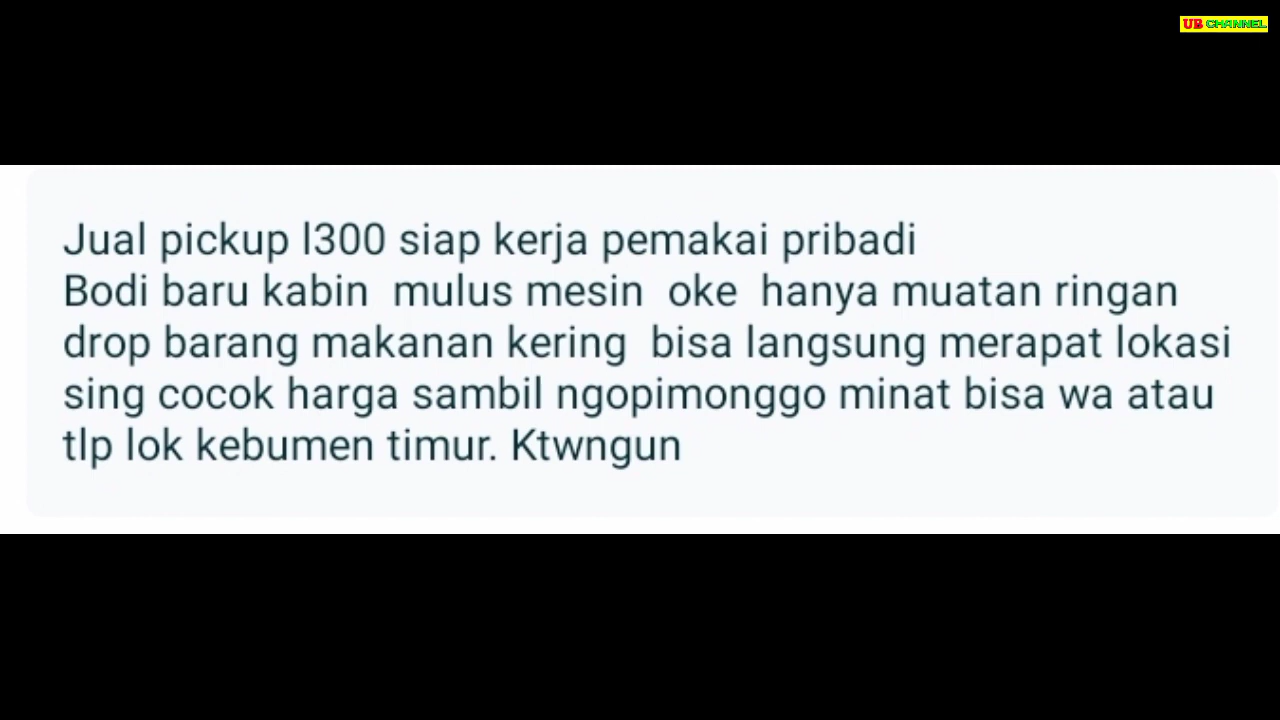 UB CHANNEL
Jual pickup l300 siap kerja pemakai pribadi
Bodi baru kabin  mulus mesin  oke  hanya muatan ringan
drop barang makanan kering  bisa langsung merapat lokasi
sing cocok harga sambil ngopimonggo minat bisa wa atau
tlp lok kebumen timur. Ktwngun